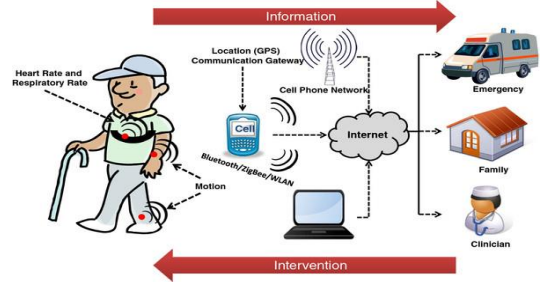 Information
Location (GPS)
Communication Gateway
Heart Rate and
Respiratory Rate
Cell Phone Network
Emergency
Cell
Internet
Bluetooth/ZigBee/WLAN
Family
Motion
Clinician
Intervention